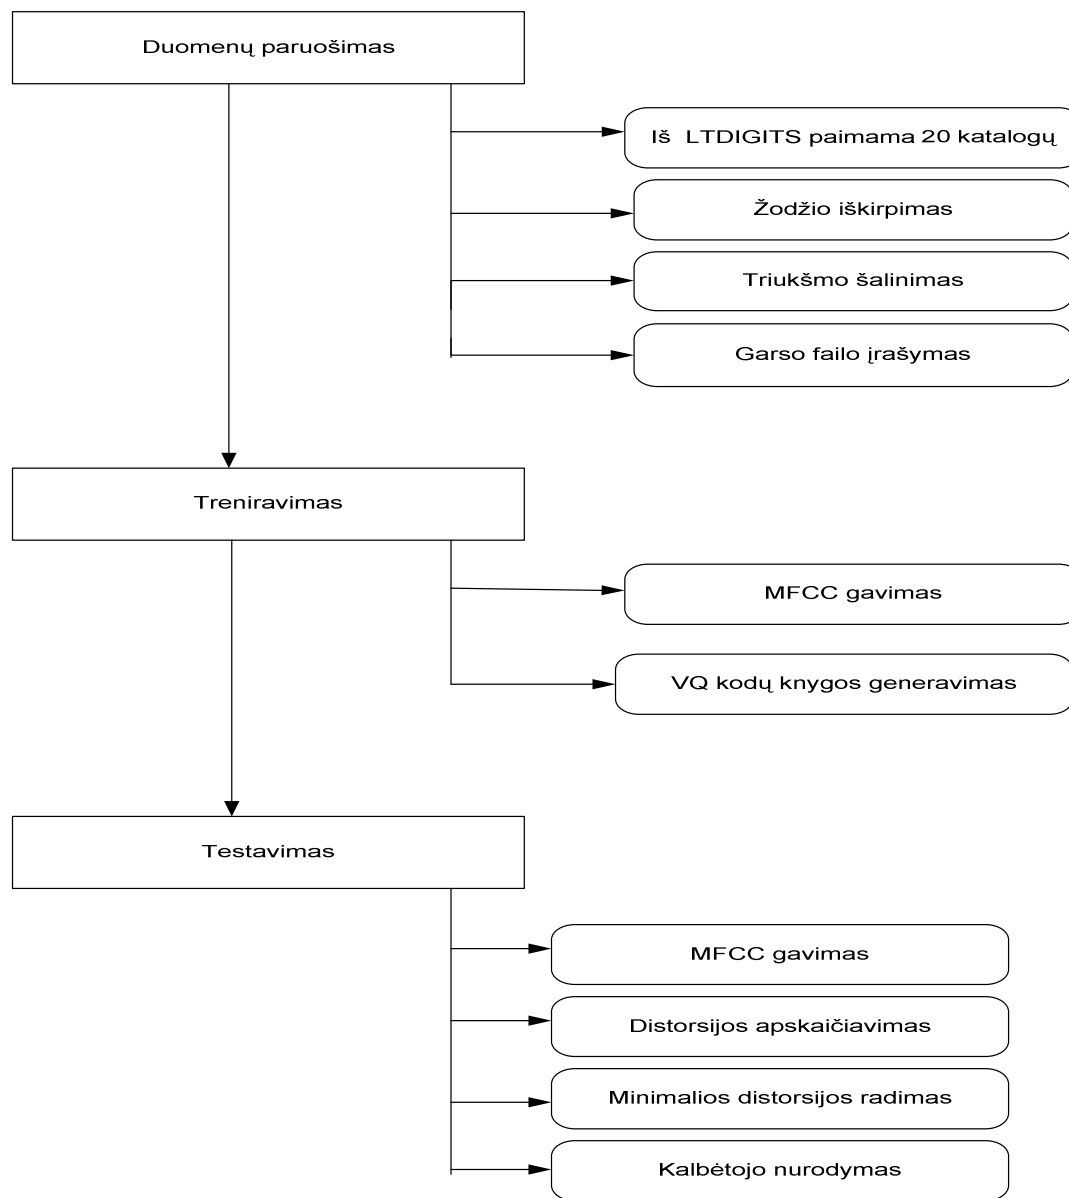 Duomenų paruošimas
Iš LTDIGITS paimama 20 katalogų
Žodžio iškirpimas
Triukšmo šalinimas
Garso failo įrašymas
Treniravimas
MFCC gavimas
VQ kodų knygos generavimas
Testavimas
MFCC gavimas
Distorsijos apskaičiavimas
Minimalios distorsijos radimas
Kalbėtojo nurodymas